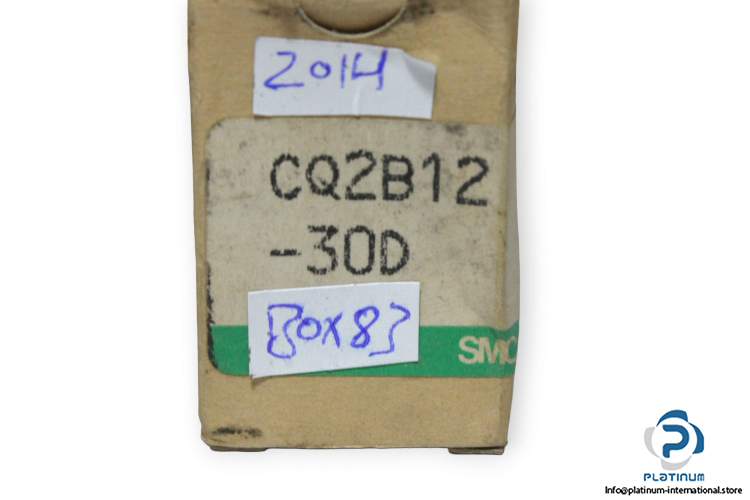 2014
CQ2B12
-30D
BOX83
SMC
PLATINUM
Info@platinum-international.store